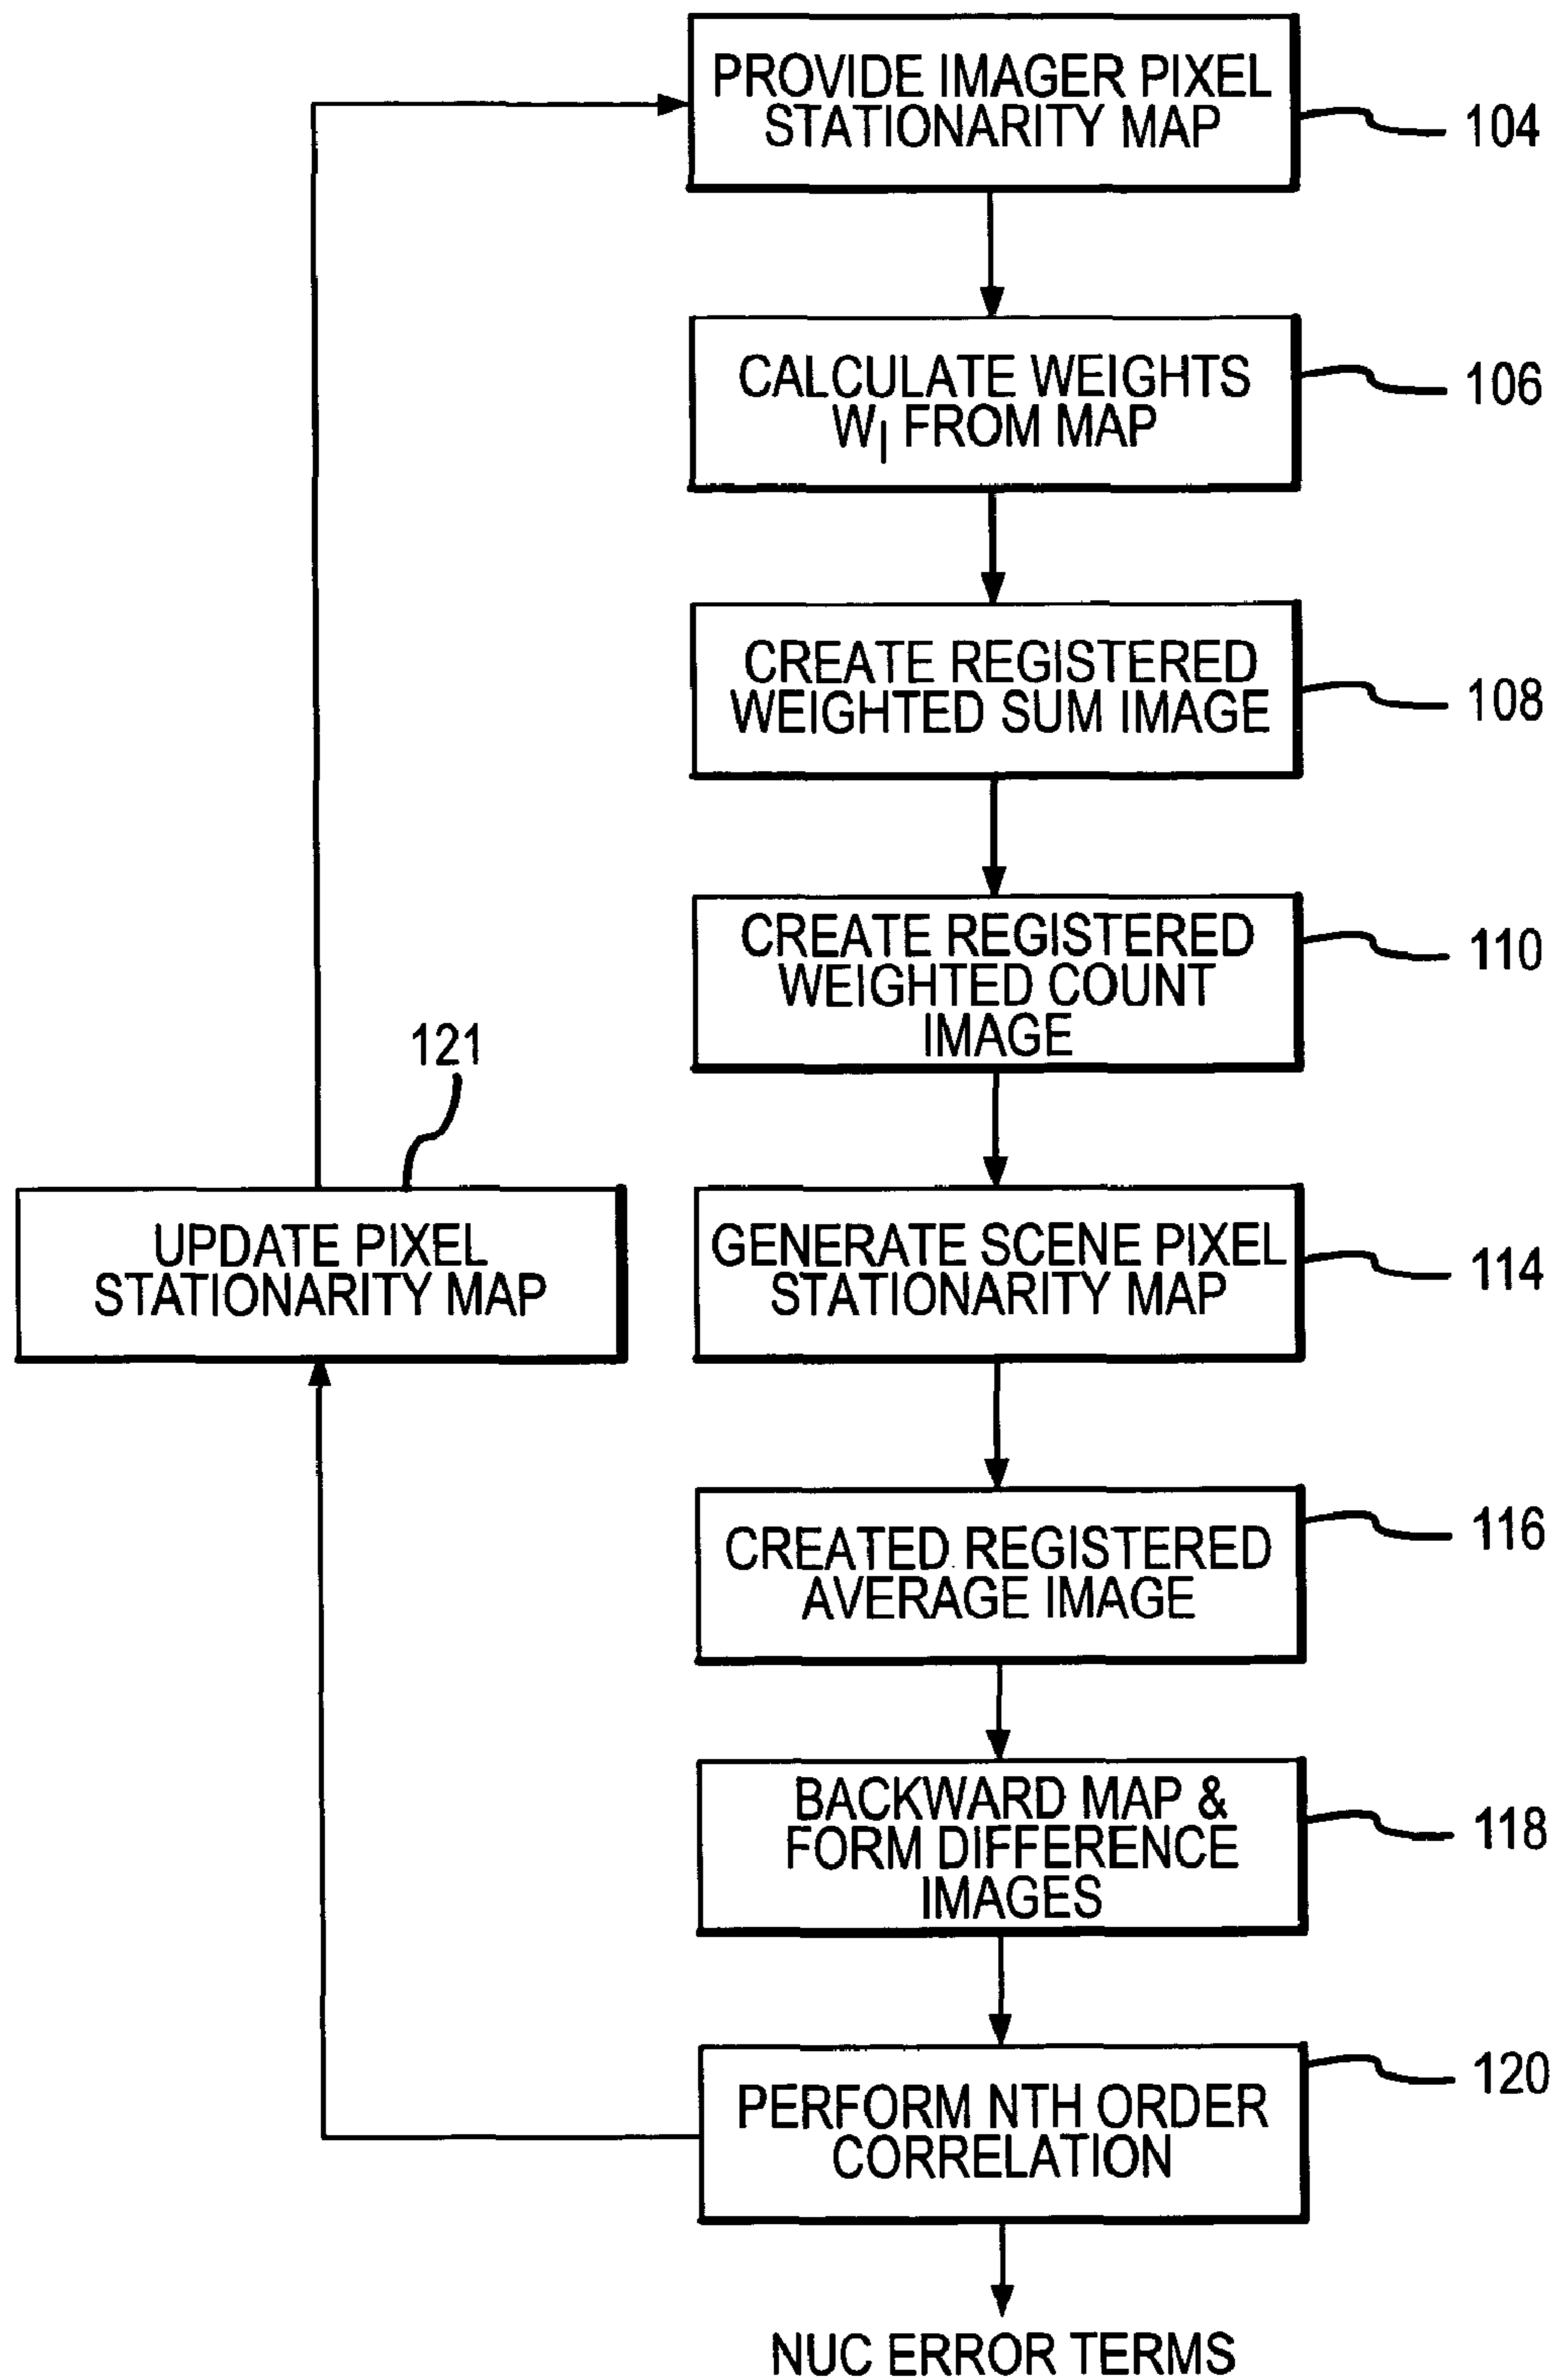 PROVIDE IMAGER PIXEL
STATIONARITY MAP
104
CALCULATE WEIGHTS
W| FROM MAP
106
CREATE REGISTERED
WEIGHTED SUM IMAGE
108
CREATE REGISTERED
WEIGHTED COUNT
IMAGE
110
121
UPDATE PIXEL
STATIONARITY MAP
GENERATE SCENE PIXEL
STATIONARITY MAP
114
CREATED REGISTERED
AVERAGE IMAGE
116
BACKWARD MAP &
FORM DIFFERENCE
IMAGES
118
PERFORM NTH ORDER
CORRELATION
120
NUC ERROR TERMS